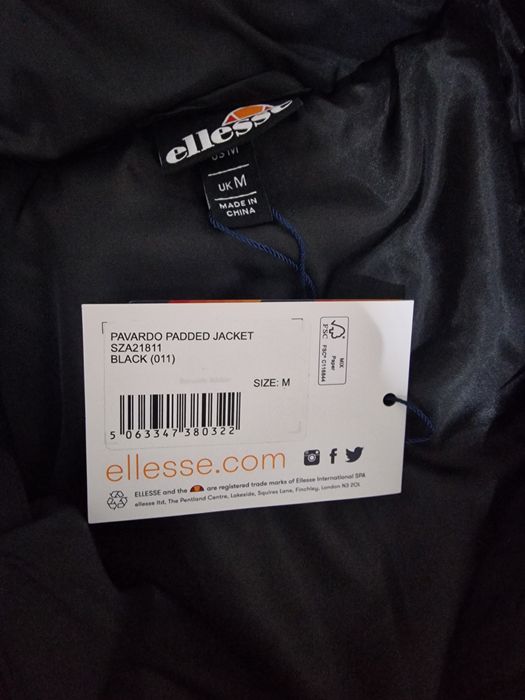 ellesse
US M
UK M
MADE IN
CHINA
PAVARDO PADDED JACKET
SZA21811
BLACK (011)
SIZE: M
FSC
MIX
Paper
FSC® C118844
5 063347 380322
ellesse.com
ELLESSE and the are registered trade marks of Ellesse International SPA
ellesse ltd, The Pentland Centre, Lakeside, Squires Lane, Finchley, London N3 2QL